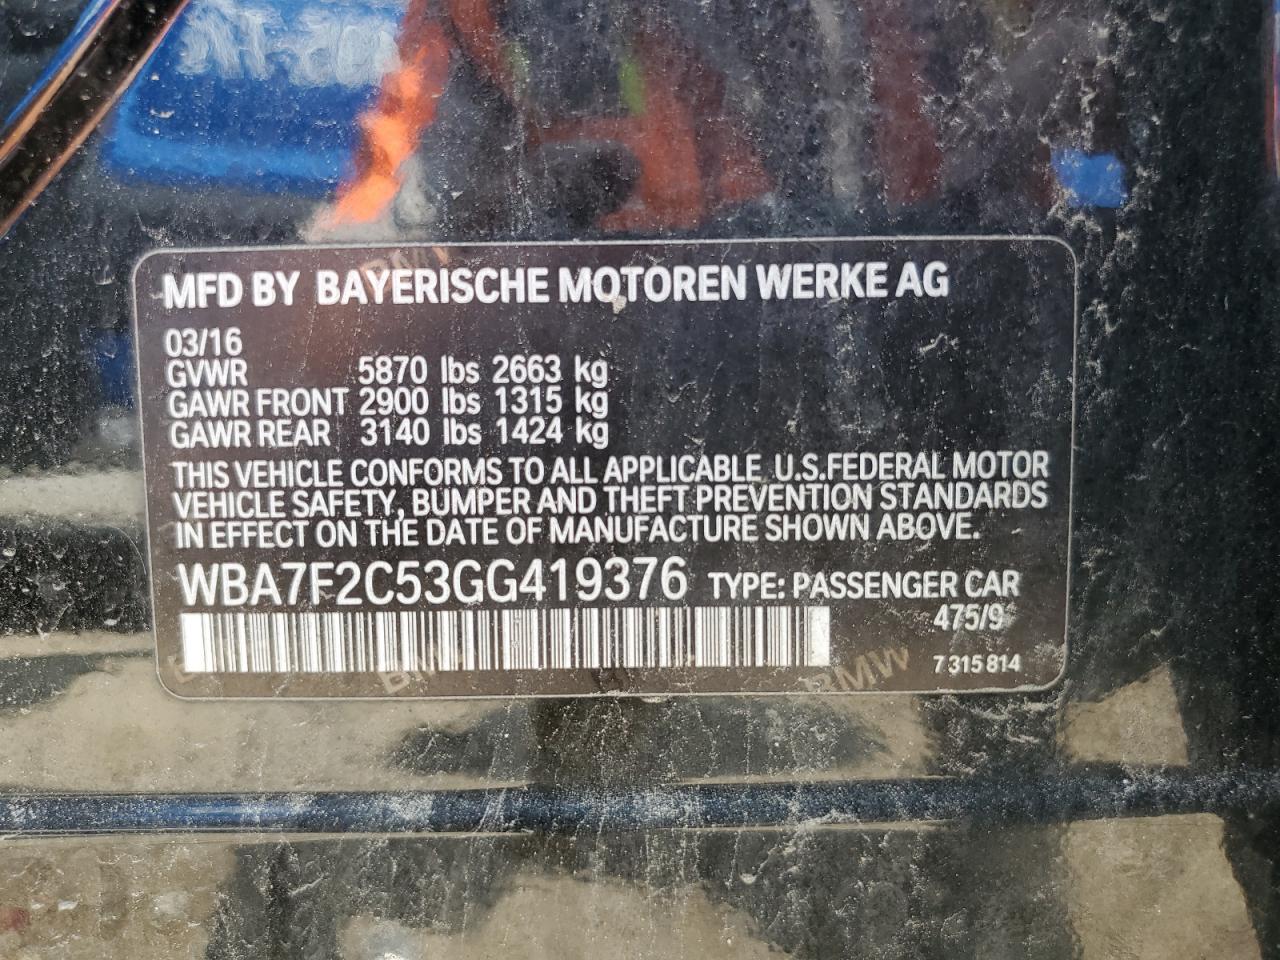 MFD BY BAYERISCHE MOTOREN WERKE AG
03/16
GVWR 5870 lbs 2663 kg
GAWR FRONT 2900 lbs 1315 kg
GAWR REAR 3140 lbs 1424 kg
THIS VEHICLE CONFORMS TO ALL APPLICABLE U.S.FEDERAL MOTOR
VEHICLE SAFETY, BUMPER AND THEFT PREVENTION STANDARDS
IN EFFECT ON THE DATE OF MANUFACTURE SHOWN ABOVE.
WBA7F2C53GG419376 TYPE: PASSENGER CAR
475/9
7 315 814
BMW
BMW
BMW